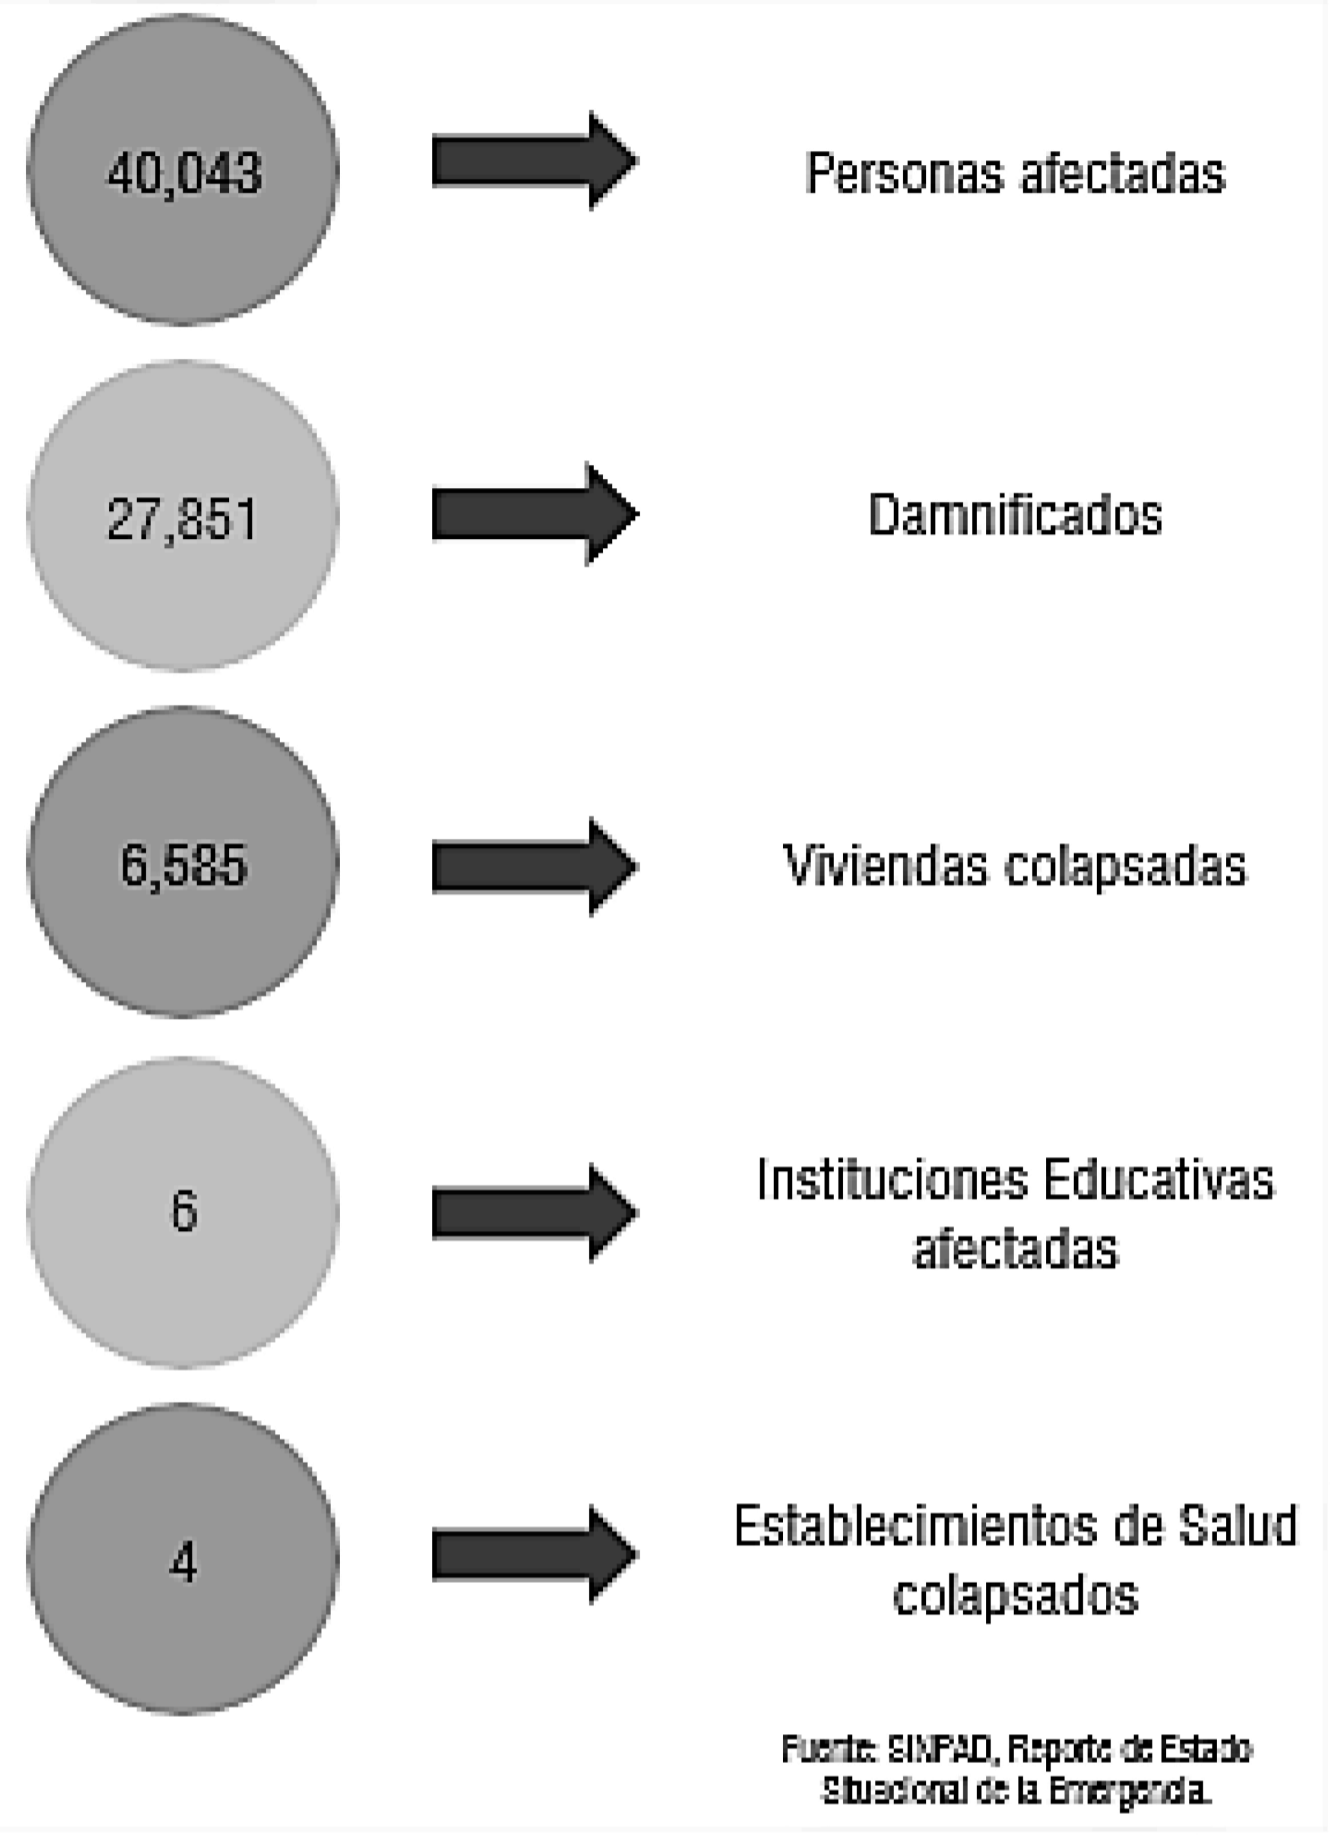 40,043
Personas afectadas
27,851
Damnificados
6,585
Viviendas colapsadas
6
Instituciones Educativas
afectadas
4
Establecimientos de Salud
colapsados
Fuente: SINPAD, Reporte de Estado
Situacional de la Emergencia.